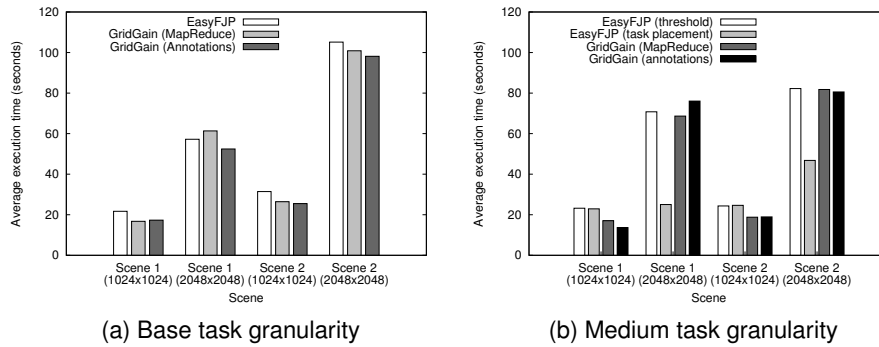 EasyFJP
GridGain (MapReduce)
GridGain (Annotations)
Average execution time (seconds)
120
100
80
60
40
20
0
Scene 1
(1024x1024)
Scene 1
(2048x2048)
Scene 2
(1024x1024)
Scene 2
(2048x2048)
Scene
(a) Base task granularity
EasyFJP (threshold)
EasyFJP (task placement)
GridGain (MapReduce)
GridGain (annotations)
Average execution time (seconds)
120
100
80
60
40
20
0
Scene 1
(1024x1024)
Scene 1
(2048x2048)
Scene 2
(1024x1024)
Scene 2
(2048x2048)
Scene
(b) Medium task granularity